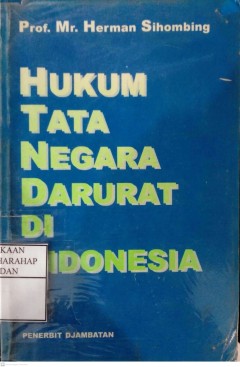 Prof. Mr. Herman Sihombing
HUKUM
TATA
NEGARA
DARURAT
DI
INDONESIA
KAAN
HARAHAP
DAN
PENERBIT DJAMBATAN